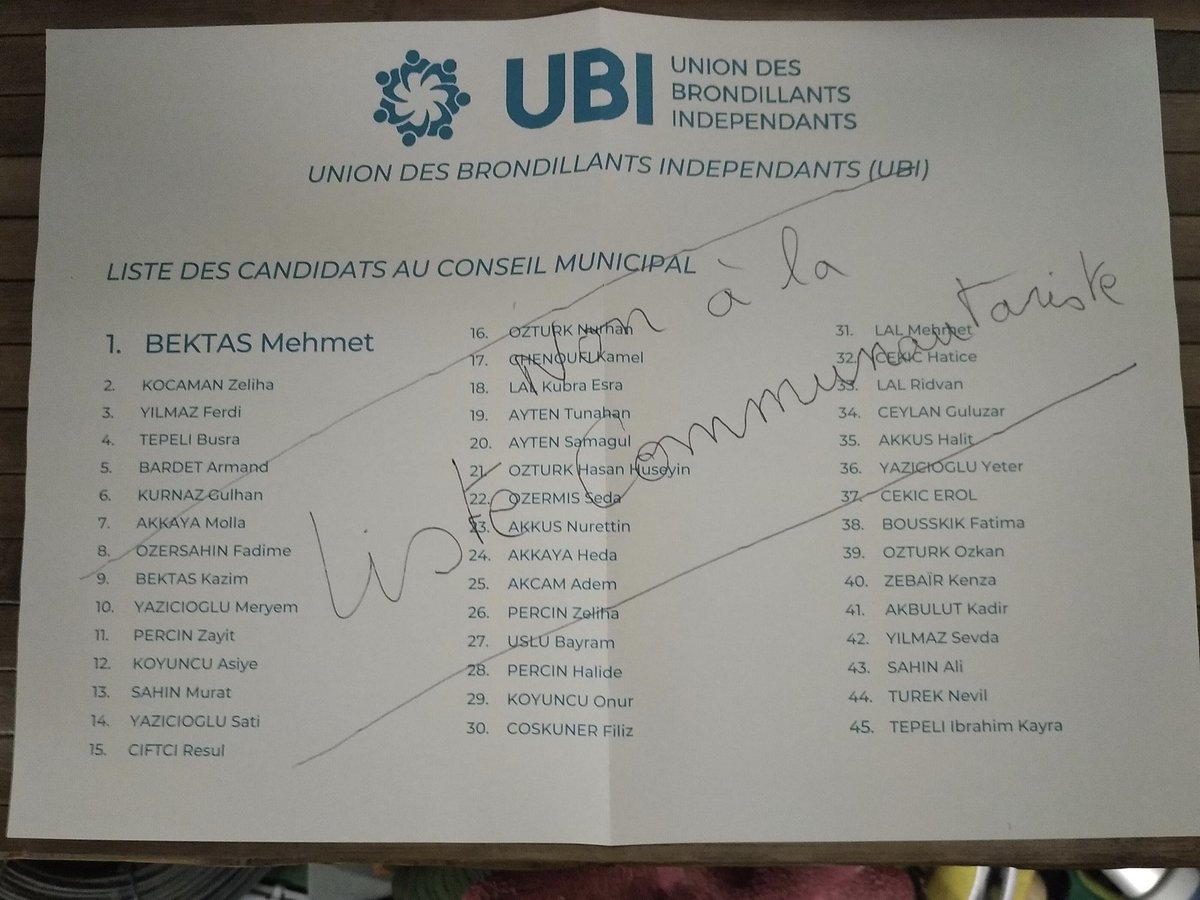 UBI
UNION DES
BRONDILLANTS
INDEPENDANTS
UNION DES BRONDILLANTS INDEPENDANTS (UBI)
LISTE DES CANDIDATS AU CONSEIL MUNICIPAL
1. BEKTAS Mehmet
2. KOCAMAN Zeliha
3. YILMAZ Ferdi
4. TEPELI Busra
5. BARDET Armand
6. KURNAZ Gulhan
7. AKKAYA Molla
8. OZERSAHIN Fadime
9. BEKTAS Kazim
10. YAZICIOGLU Meryem
11. PERCIN Zayit
12. KOYUNCU Asiye
13. SAHIN Murat
14. YAZICIOGLU Sati
15. CIFTCI Resul
16. OZTURK Nurhan
17. CHENOUFI Kamel
18. LAL Kubra Esra
19. AYTEN Tunahan
20. AYTEN Samagul
21. OZTURK Hasan Huseyin
22. OZERMIS Seda
23. AKKUS Nurettin
24. AKKAYA Heda
25. AKCAM Adem
26. PERCIN Zeliha
27. USLU Bayram
28. PERCIN Halide
29. KOYUNCU Onur
30. COSKUNER Filiz
31. LAL Mehmet
32. CEKIC Hatice
33. LAL Ridvan
34. CEYLAN Guluzar
35. AKKUS Halit
36. YAZICIOGLU Yeter
37. CEKIC EROL
38. BOUSSKIK Fatima
39. OZTURK Ozkan
40. ZEBAÏR Kenza
41. AKBULUT Kadir
42. YILMAZ Sevda
43. SAHIN Ali
44. TUREK Nevil
45. TEPELI Ibrahim Kayra
Non à la
Liste Communautariste